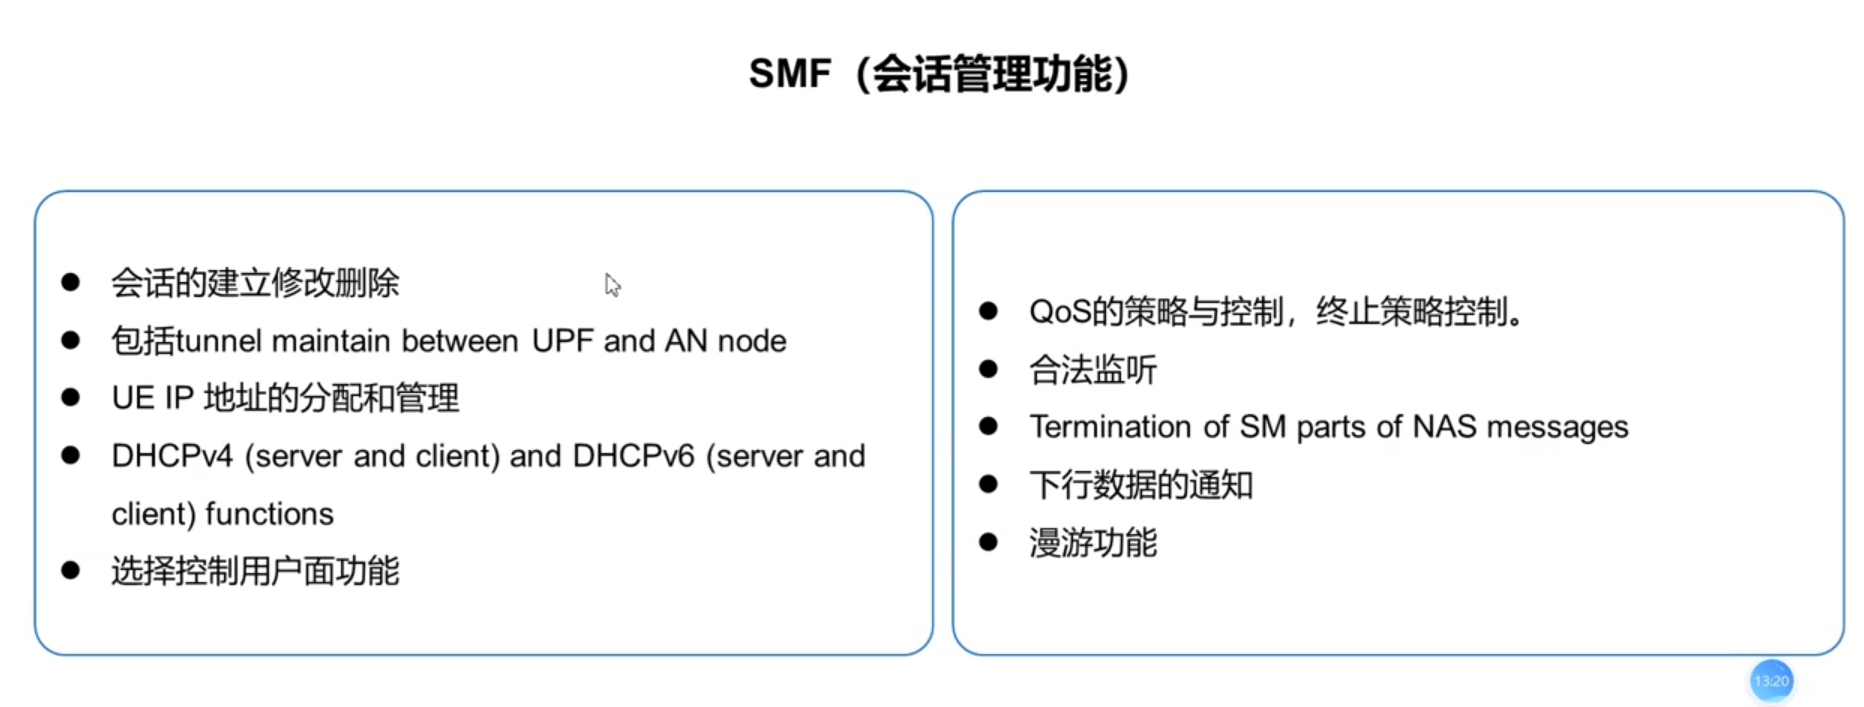 SMF（会话管理功能）
会话的建立修改删除
包括tunnel maintain between UPF and AN node
UE IP 地址的分配和管理
DHCPv4 (server and client) and DHCPv6 (server and
client) functions
选择控制用户面功能
QoS的策略与控制，终止策略控制。
合法监听
Termination of SM parts of NAS messages
下行数据的通知
漫游功能
13:20